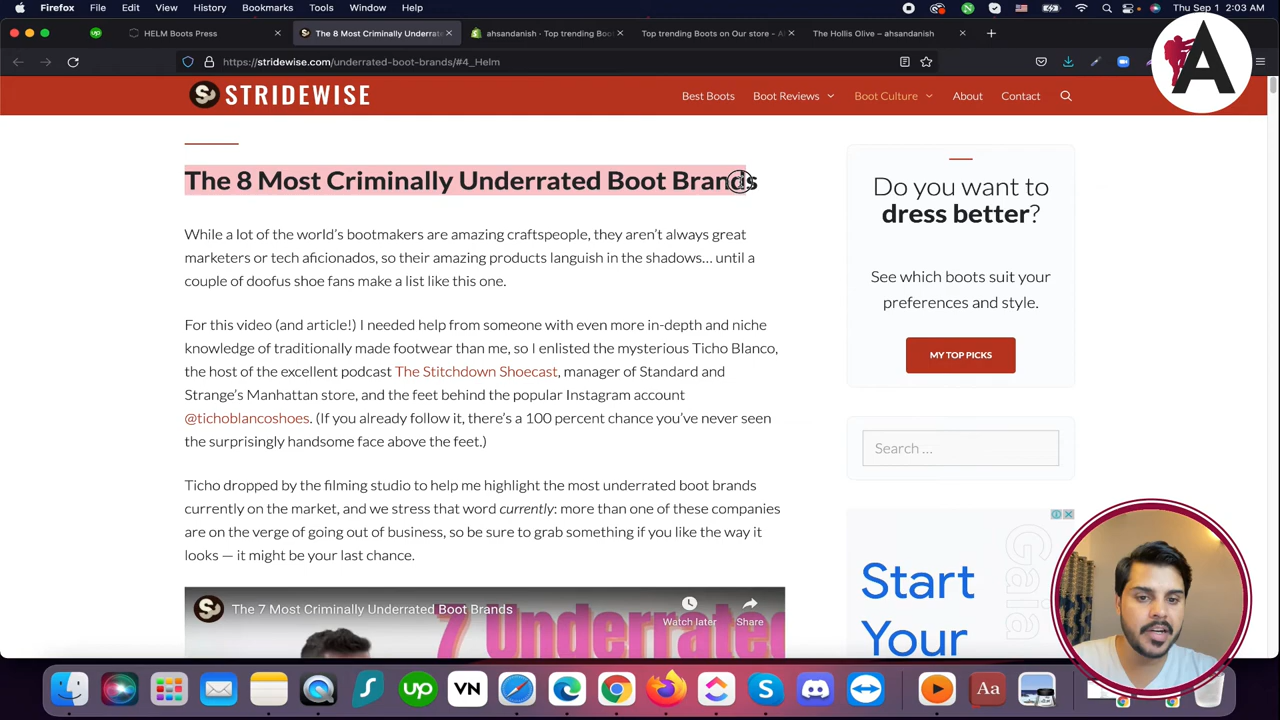 Firefox File Edit View History Bookmarks Tools Window Help Thu Sep 1 2:03 AM
HELM Boots Press The 8 Most Criminally Underrate ahsandanish - Top trending Boo Top trending Boots on Our store - A The Hollis Olive – ahsandanish
https://stridewise.com/underrated-boot-brands/#4_Helm
STRIDEWISE Best Boots Boot Reviews Boot Culture About Contact
The 8 Most Criminally Underrated Boot Brands
While a lot of the world's bootmakers are amazing craftspeople, they aren't always great
marketers or tech aficionados, so their amazing products languish in the shadows... until a
couple of doofus shoe fans make a list like this one.
For this video (and article!) I needed help from someone with even more in-depth and niche
knowledge of traditionally made footwear than me, so I enlisted the mysterious Ticho Blanco,
the host of the excellent podcast The Stitchdown Shoecast, manager of Standard and
Strange's Manhattan store, and the feet behind the popular Instagram account
@tichoblancoshoes. (If you already follow it, there's a 100 percent chance you've never seen
the surprisingly handsome face above the feet.)
Ticho dropped by the filming studio to help me highlight the most underrated boot brands
currently on the market, and we stress that word currently: more than one of these companies
are on the verge of going out of business, so be sure to grab something if you like the way it
looks — it might be your last chance.
The 7 Most Criminally Underrated Boot Brands
Watch later Share
7 Underrated
Do you want to
dress better?
See which boots suit your
preferences and style.
MY TOP PICKS
Search …
Start
Your
Gaia
A
up VN Aa